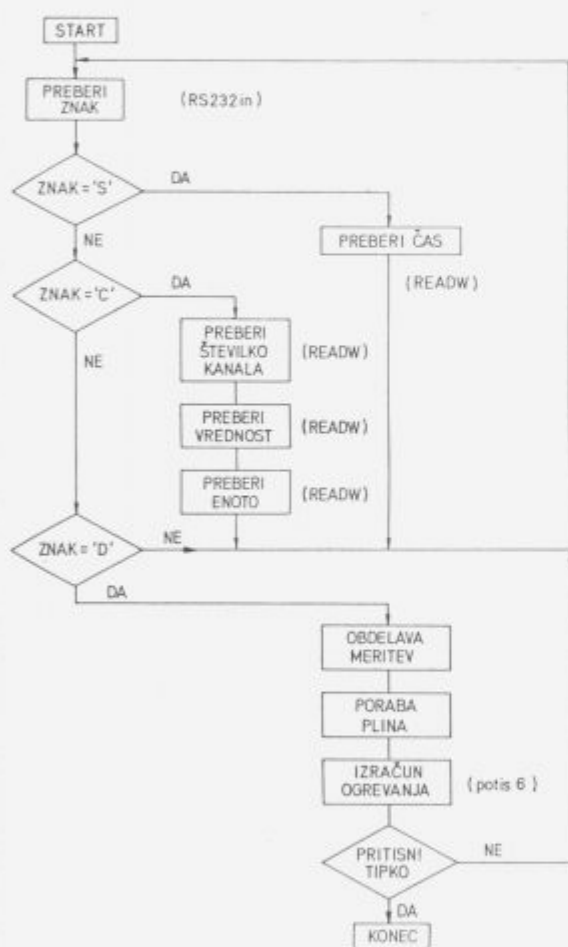 START
PREBERI
ZNAK
(RS232in)
ZNAK='S'
DA
NE
PREBERI ČAS
(READW)
ZNAK='C'
DA
NE
PREBERI
ŠTEVILKO
KANALA
(READW)
PREBERI
VREDNOST
(READW)
PREBERI
ENOTO
(READW)
ZNAK='D'
NE
DA
OBDELAVA
MERITEV
PORABA
PLINA
IZRAČUN
OGREVANJA
(potis 6)
PRITISNI
TIPKO
NE
DA
KONEC